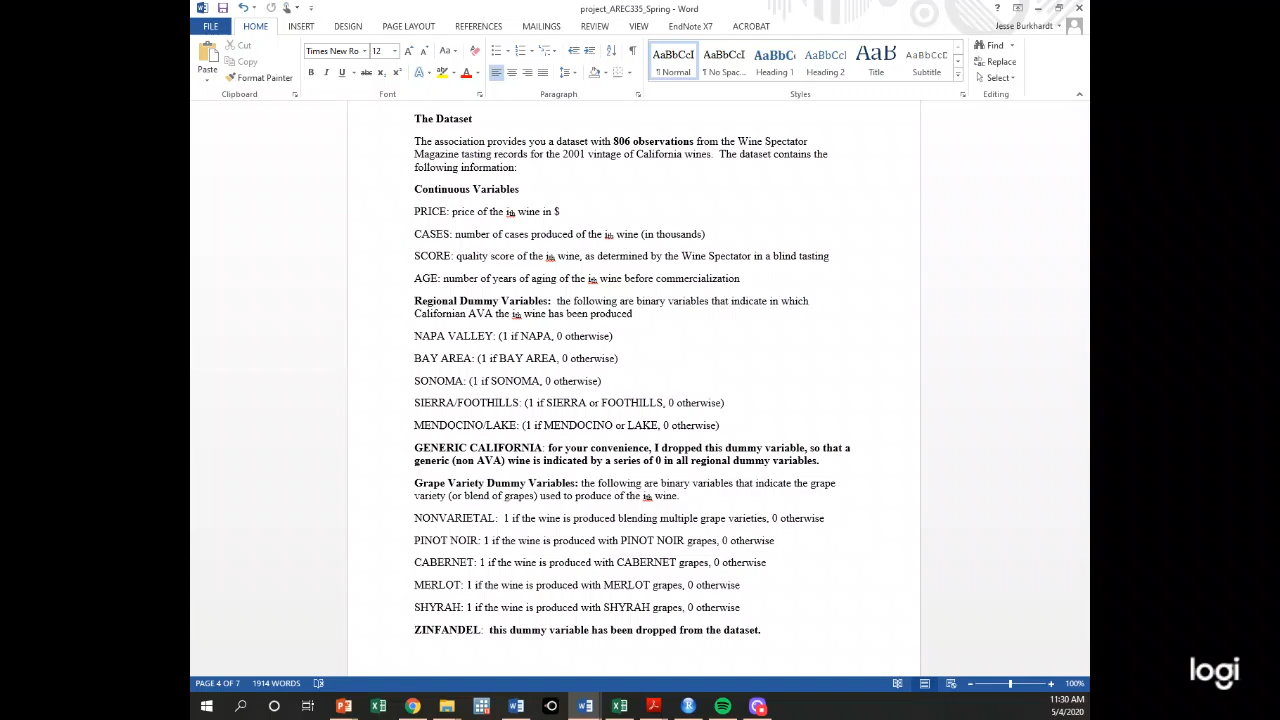 project_AREC335_Spring - Word
FILE HOME INSERT DESIGN PAGE LAYOUT REFERENCES MAILINGS REVIEW VIEW EndNote X7 ACROBAT
Jesse Burkhardt
Paste
Cut
Copy
Format Painter
Times New Ro 12
AaBbCcI AaBbCcI AaBbCc AaBbCcI AaB AaBbCcI
¶ Normal ¶ No Spac... Heading 1 Heading 2 Title Subtitle
Find
Replace
Select
Clipboard Font Paragraph Styles Editing
The Dataset
The association provides you a dataset with 806 observations from the Wine Spectator
Magazine tasting records for the 2001 vintage of California wines. The dataset contains the
following information:
Continuous Variables
PRICE: price of the ith wine in $
CASES: number of cases produced of the ith wine (in thousands)
SCORE: quality score of the ith wine, as determined by the Wine Spectator in a blind tasting
AGE: number of years of aging of the ith wine before commercialization
Regional Dummy Variables: the following are binary variables that indicate in which
Californian AVA the ith wine has been produced
NAPA VALLEY: (1 if NAPA, 0 otherwise)
BAY AREA: (1 if BAY AREA, 0 otherwise)
SONOMA: (1 if SONOMA, 0 otherwise)
SIERRA/FOOTHILLS: (1 if SIERRA or FOOTHILLS, 0 otherwise)
MENDOCINO/LAKE: (1 if MENDOCINO or LAKE, 0 otherwise)
GENERIC CALIFORNIA: for your convenience, I dropped this dummy variable, so that a
generic (non AVA) wine is indicated by a series of 0 in all regional dummy variables.
Grape Variety Dummy Variables: the following are binary variables that indicate the grape
variety (or blend of grapes) used to produce of the ith wine.
NONVARIETAL: 1 if the wine is produced blending multiple grape varieties, 0 otherwise
PINOT NOIR: 1 if the wine is produced with PINOT NOIR grapes, 0 otherwise
CABERNET: 1 if the wine is produced with CABERNET grapes, 0 otherwise
MERLOT: 1 if the wine is produced with MERLOT grapes, 0 otherwise
SHYRAH: 1 if the wine is produced with SHYRAH grapes, 0 otherwise
ZINFANDEL: this dummy variable has been dropped from the dataset.
PAGE 4 OF 7 1914 WORDS
100%
11:30 AM
5/4/2020
logi